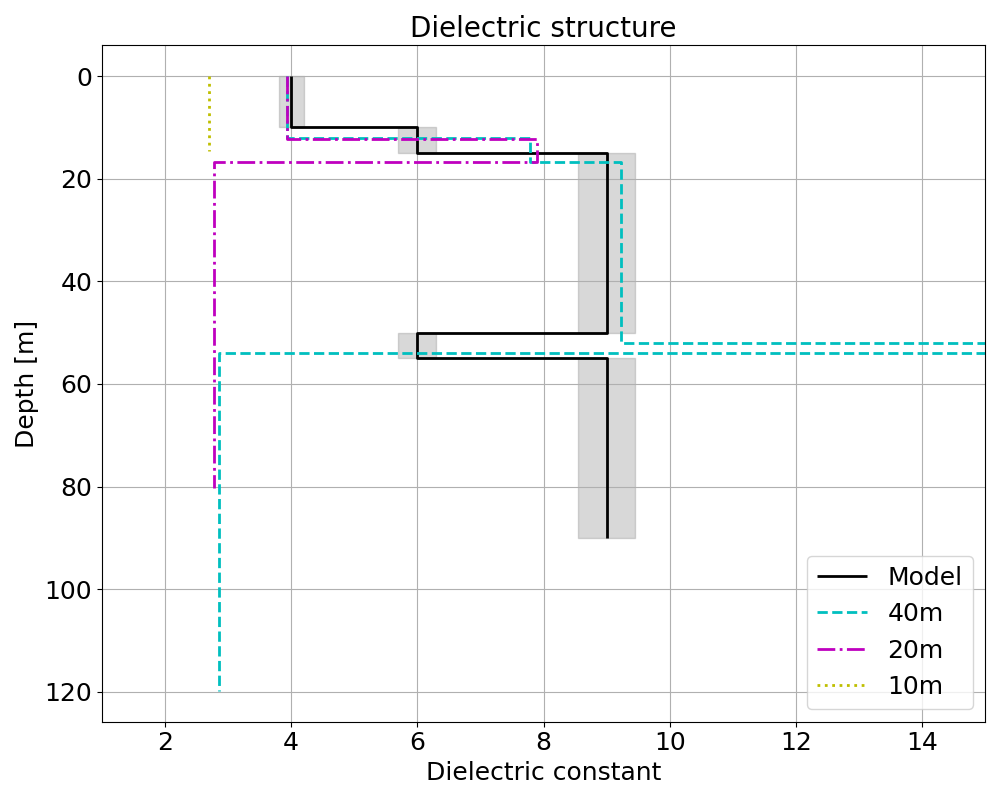 Dielectric structure
0
20
40
60
80
100
120
Depth [m]
2 4 6 8 10 12 14
Dielectric constant
Model
40m
20m
10m